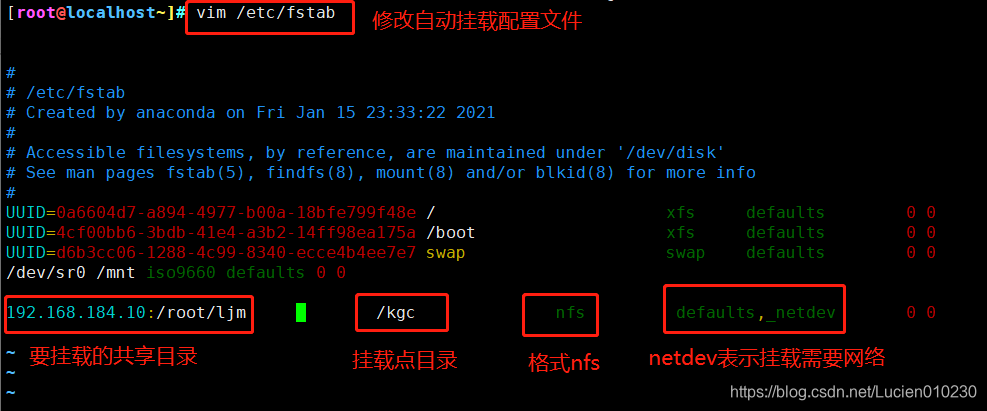 [root@localhost~]# vim /etc/fstab 修改自动挂载配置文件
#
# /etc/fstab
# Created by anaconda on Fri Jan 15 23:33:22 2021
#
# Accessible filesystems, by reference, are maintained under '/dev/disk'
# See man pages fstab(5), findfs(8), mount(8) and/or blkid(8) for more info
#
UUID=0a6604d7-a894-4977-b00a-18bfe799f48e / xfs defaults 0 0
UUID=4cf00bb6-3bdb-41e4-a3b2-14ff98ea175a /boot xfs defaults 0 0
UUID=d6b3cc06-1288-4c99-8340-ecce4b4ee7e7 swap swap defaults 0 0
/dev/sr0 /mnt iso9660 defaults 0 0
192.168.184.10:/root/ljm /kgc nfs defaults,_netdev 0 0
~ 要挂载的共享目录 挂载点目录 格式nfs netdev表示挂载需要网络
~
~
https://blog.csdn.net/Lucien010230